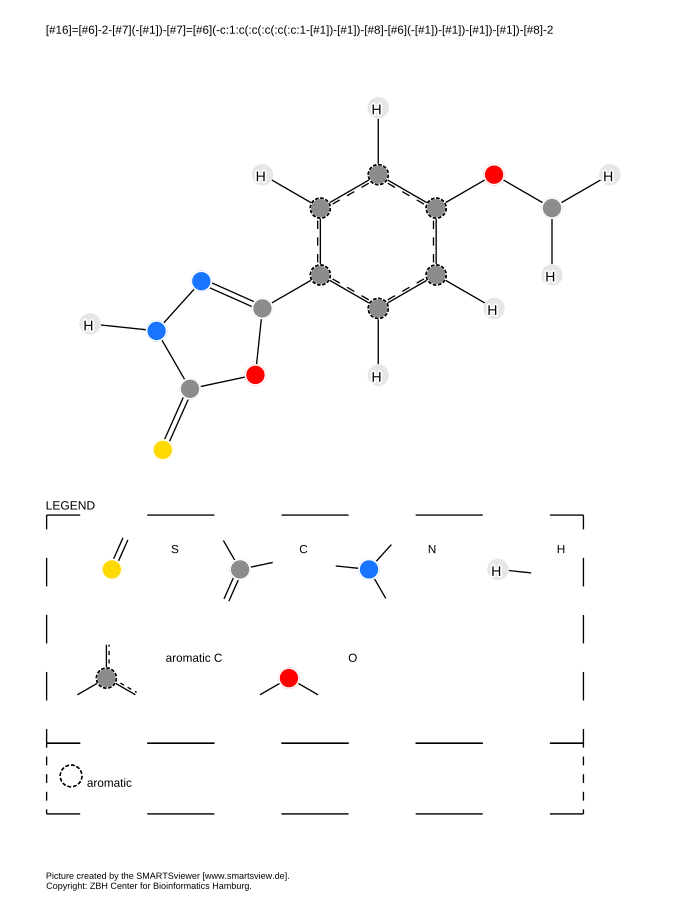 [#16]=[#6]-2-[#7](-[#1])-[#7]=[#6](-c:1:c(:c(:c(:c(:c:1-[#1])-[#1])-[#8]-[#6](-[#1])-[#1])-[#1])-[#1])-[#8]-2
H
H
O
H
H
H
H
H
LEGEND
S C N H
H
aromatic C O
aromatic
Picture created by the SMARTSviewer [www.smartsview.de].
Copyright: ZBH Center for Bioinformatics Hamburg.